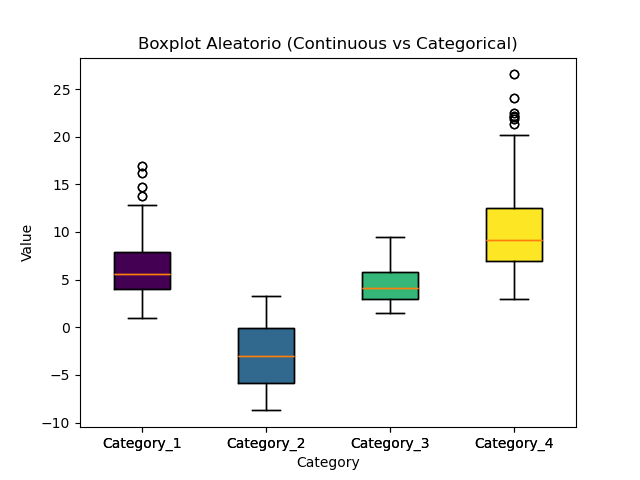 Boxplot Aleatorio (Continuous vs Categorical)
Value
25
20
15
10
5
0
−5
−10
Category_1 Category_2 Category_3 Category_4
Category